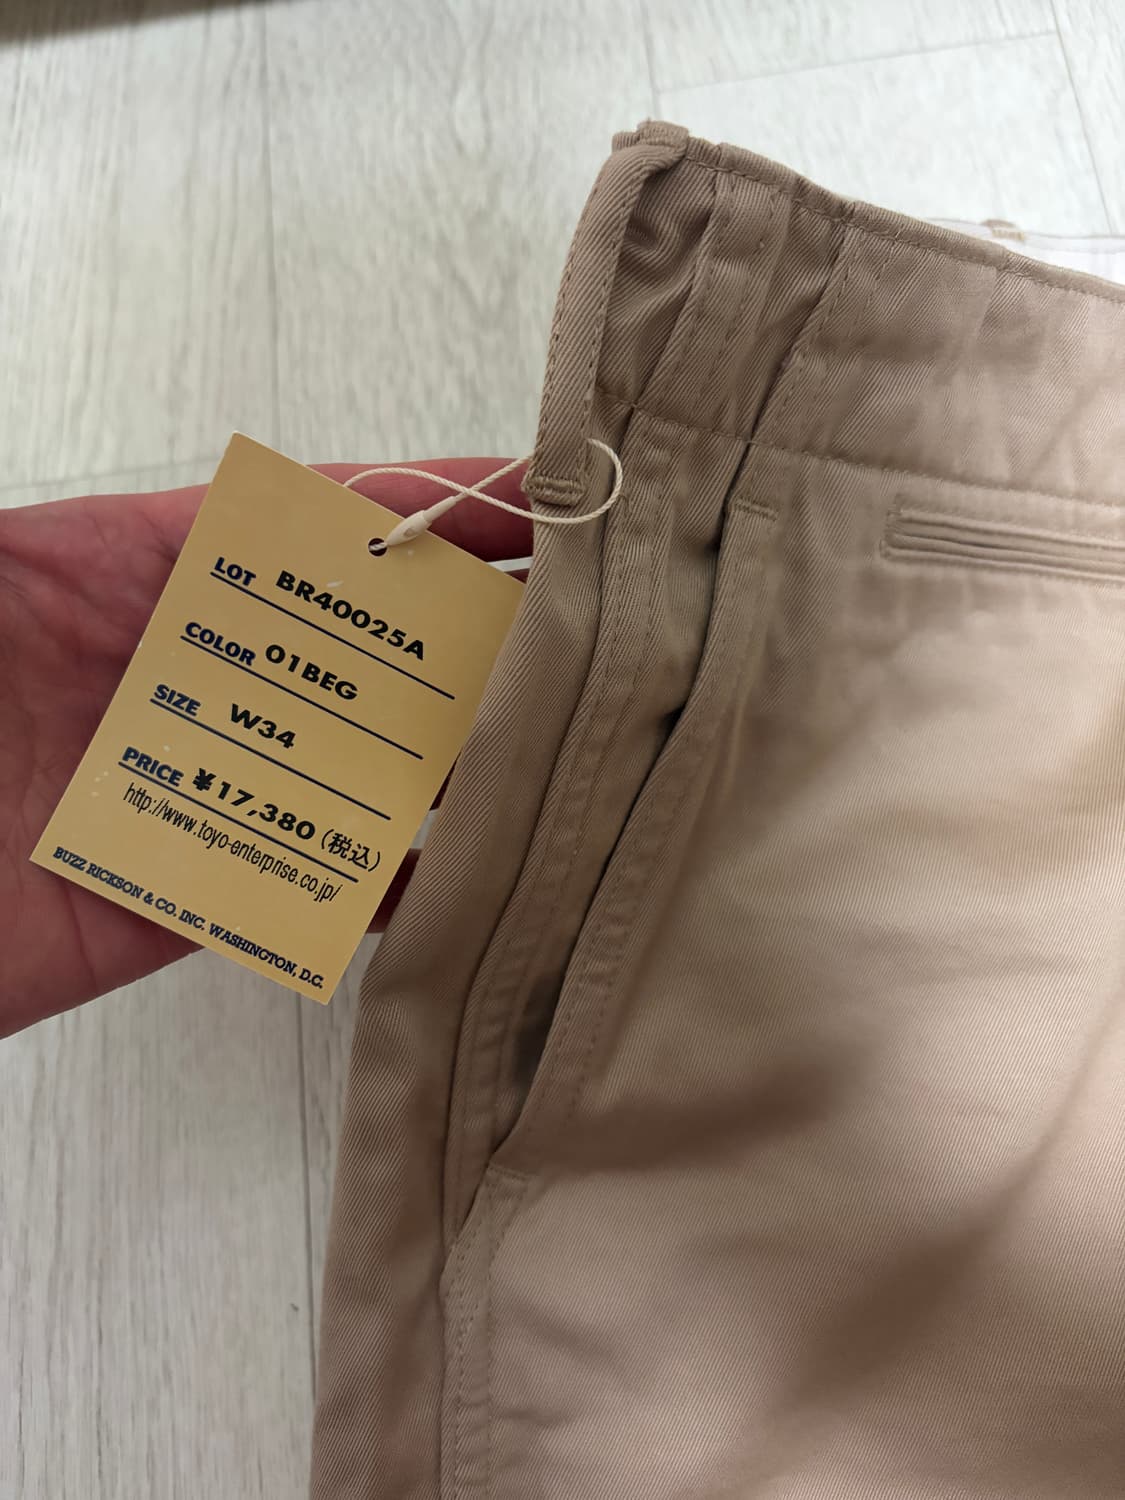 LOT BR40025A
COLOR 01BEG
SIZE W34
PRICE ¥17,380 (税込)
http://www.toyo-enterprise.co.jp/
BUZZ RICKSON & CO. INC. WASHINGTON, D.C.